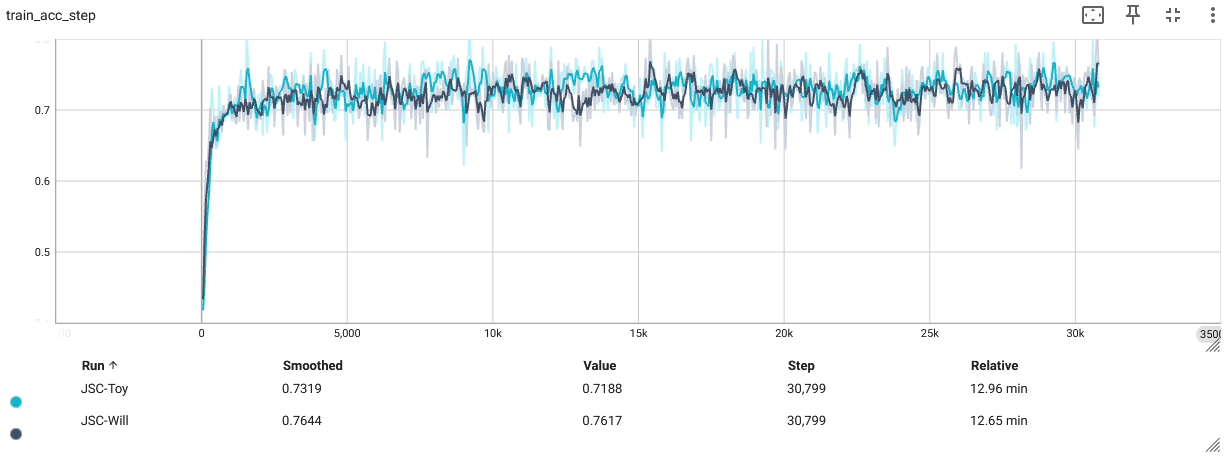 train_acc_step
0.7
0.6
0.5
0 5,000 10k 15k 20k 25k 30k 3500
Run ↑ Smoothed Value Step Relative
JSC-Toy 0.7319 0.7188 30,799 12.96 min
JSC-Will 0.7644 0.7617 30,799 12.65 min